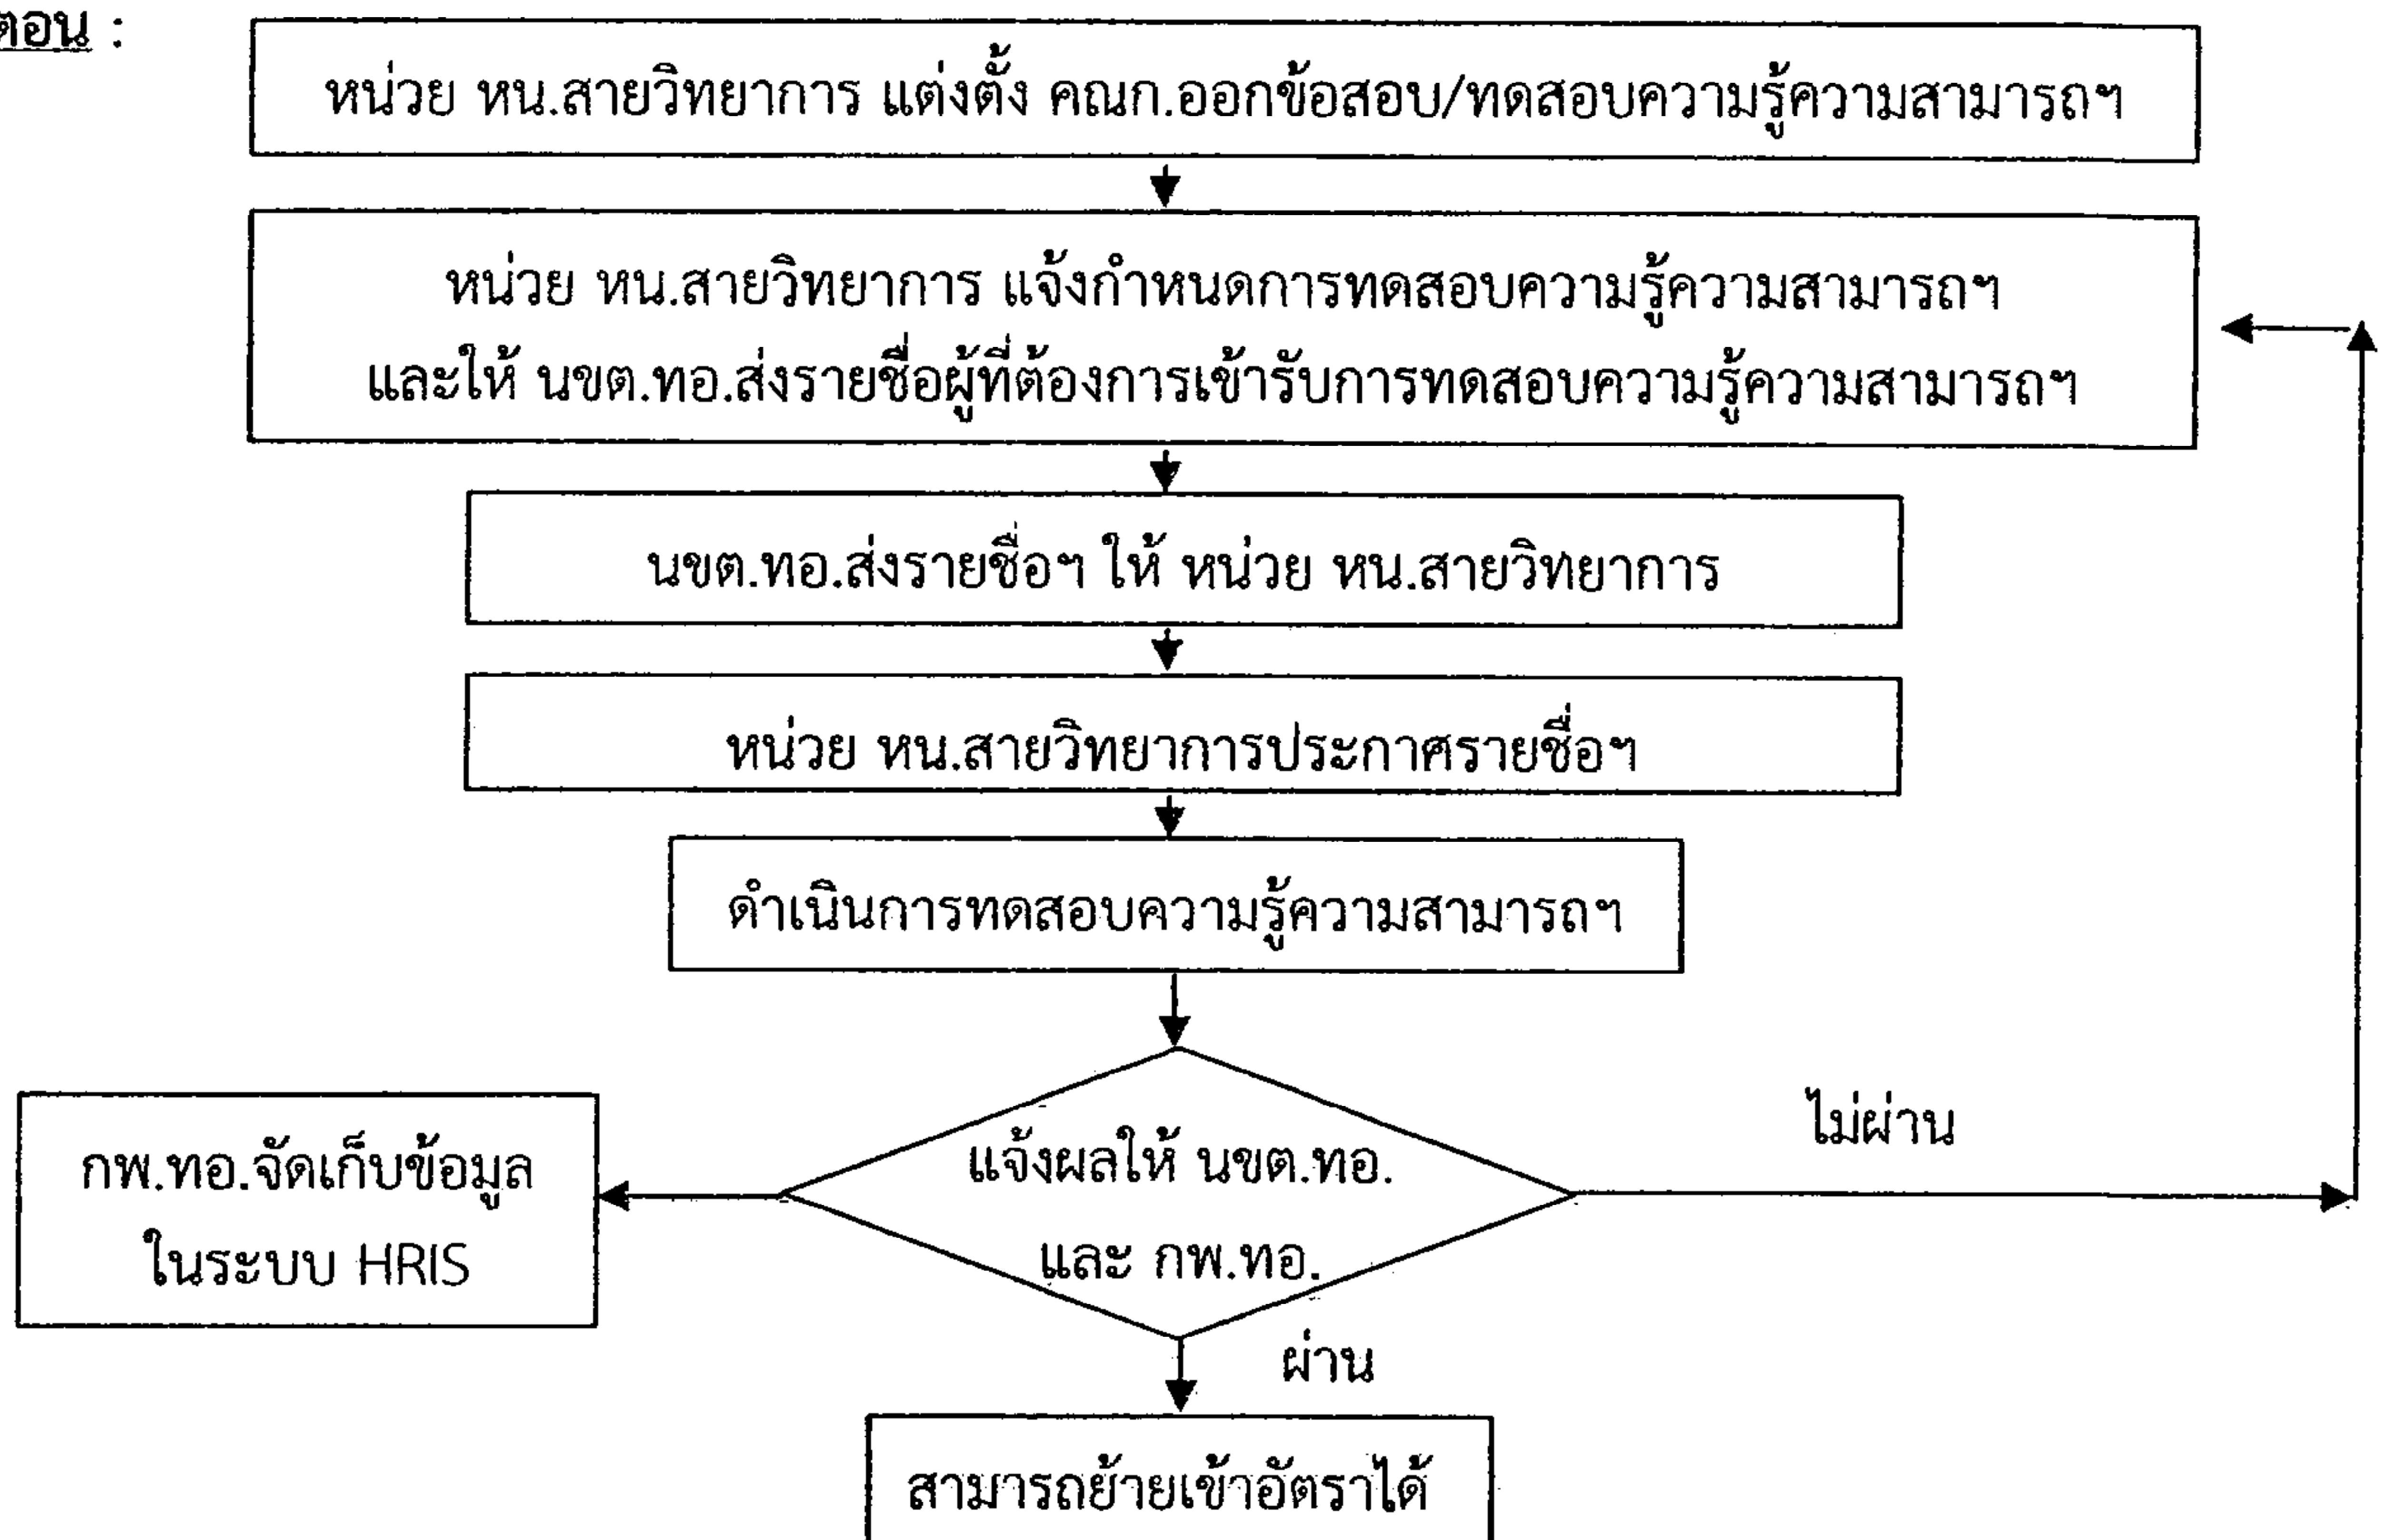 ตอน :
หน่วย หน.สายวิทยาการ แต่งตั้ง คณก.ออกข้อสอบ/ทดสอบความรู้ความสามารถฯ
หน่วย หน.สายวิทยาการ แจ้งกำหนดการทดสอบความรู้ความสามารถฯ
และให้ นขต.ทอ.ส่งรายชื่อผู้ที่ต้องการเข้ารับการทดสอบความรู้ความสามารถฯ
นขต.ทอ.ส่งรายชื่อฯ ให้ หน่วย หน.สายวิทยาการ
หน่วย หน.สายวิทยาการประกาศรายชื่อฯ
ดำเนินการทดสอบความรู้ความสามารถฯ
กพ.ทอ.จัดเก็บข้อมูล
ในระบบ HRIS
แจ้งผลให้ นขต.ทอ.
และ กพ.ทอ.
ไม่ผ่าน
ผ่าน
สามารถย้ายเข้าอัตราได้